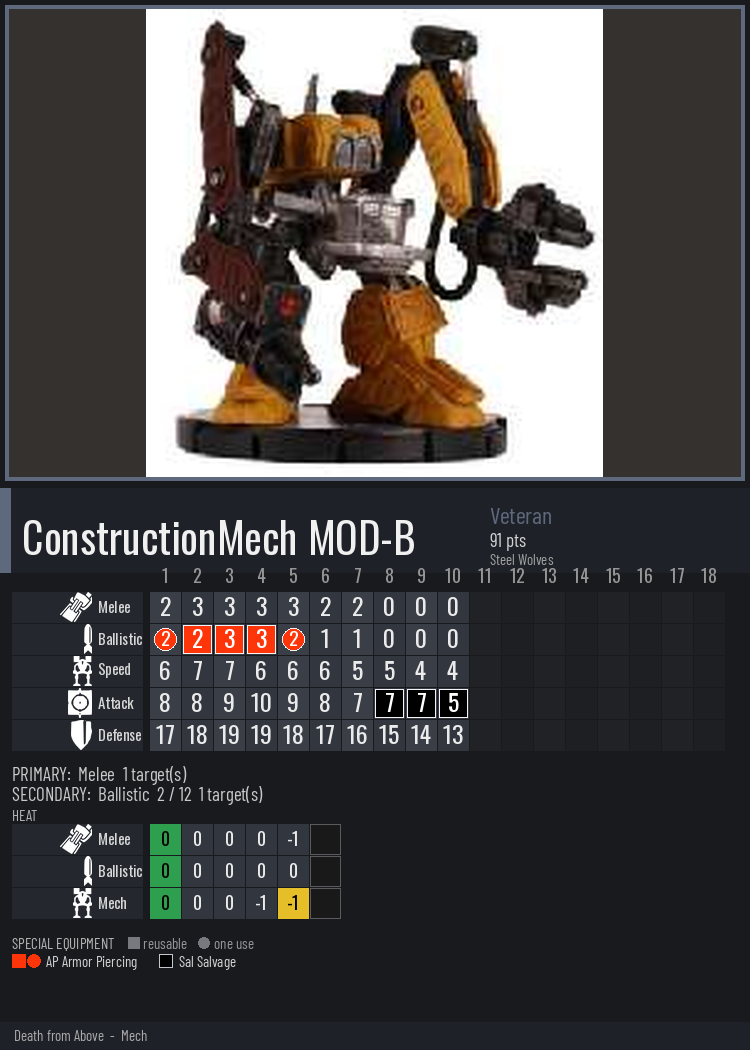 ConstructionMech MOD-B
Veteran
91 pts
Steel Wolves
1 2 3 4 5 6 7 8 9 10 11 12 13 14 15 16 17 18
Melee 2 3 3 3 3 2 2 0 0 0
Ballistic 2 2 3 3 2 1 1 0 0 0
Speed 6 7 7 6 6 6 5 5 4 4
Attack 8 8 9 10 9 8 7 7 7 5
Defense 17 18 19 19 18 17 16 15 14 13
PRIMARY: Melee 1 target(s)
SECONDARY: Ballistic 2 / 12 1 target(s)
HEAT
Melee 0 0 0 0 -1
Ballistic 0 0 0 0 0
Mech 0 0 0 -1 -1
SPECIAL EQUIPMENT reusable one use
AP Armor Piercing Sal Salvage
Death from Above - Mech